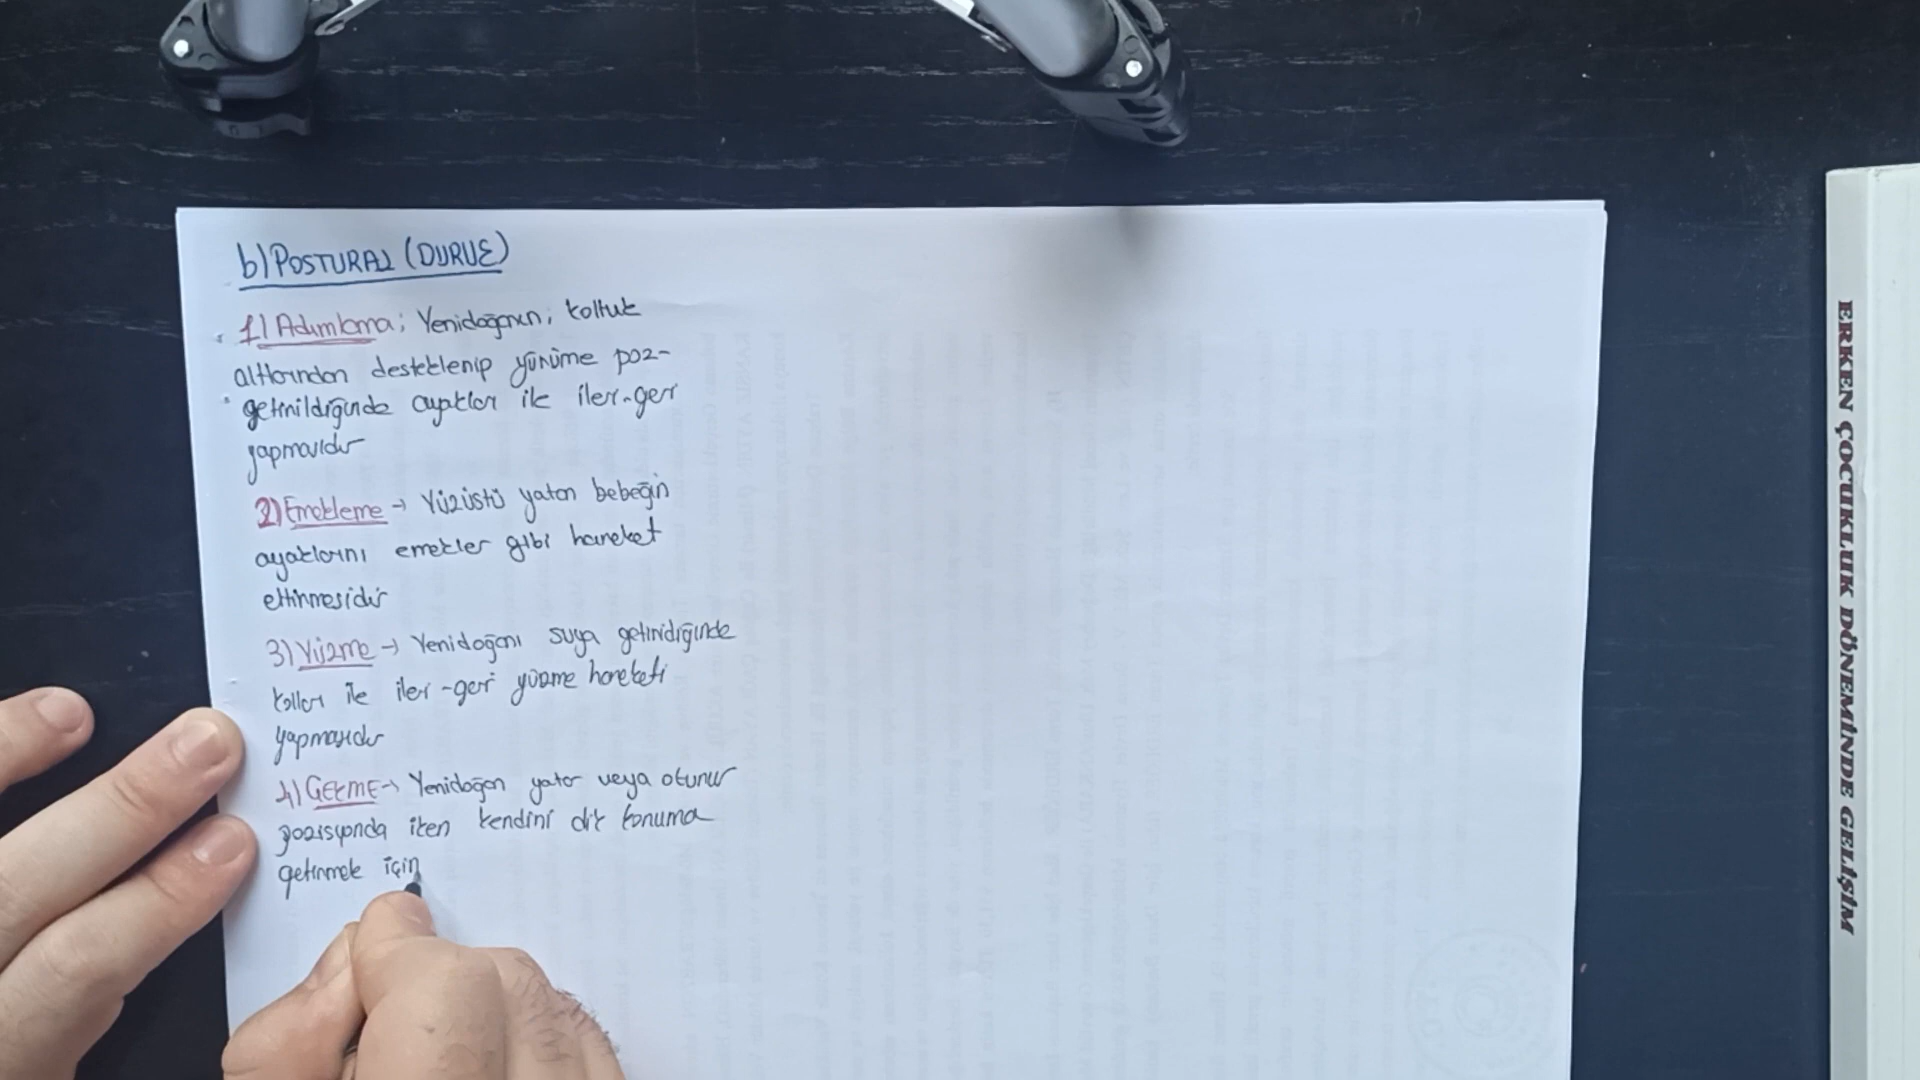 b) POSTURAL (DURUŞ)
1) Adımlama; Yenidoğanın; koltuk
altlarından desteklenip yürüme poz-
getirildiğinde ayaklar ile ileri-geri
yapmasıdır
2) Emekleme → Yüzüstü yatan bebeğin
ayaklarını emekler gibi hareket
ettirmesidir
3) Yüzme → Yenidoğanı suya getirildiğinde
kolları ile ileri-geri yüzme hareketi
yapmasıdır
4) ÇEKME → Yenidoğan yatar veya oturur
pozisyonda iken kendini dik konuma
getirmek için
ERKEN ÇOCUKLUK DÖNEMİNDE GELİŞİM